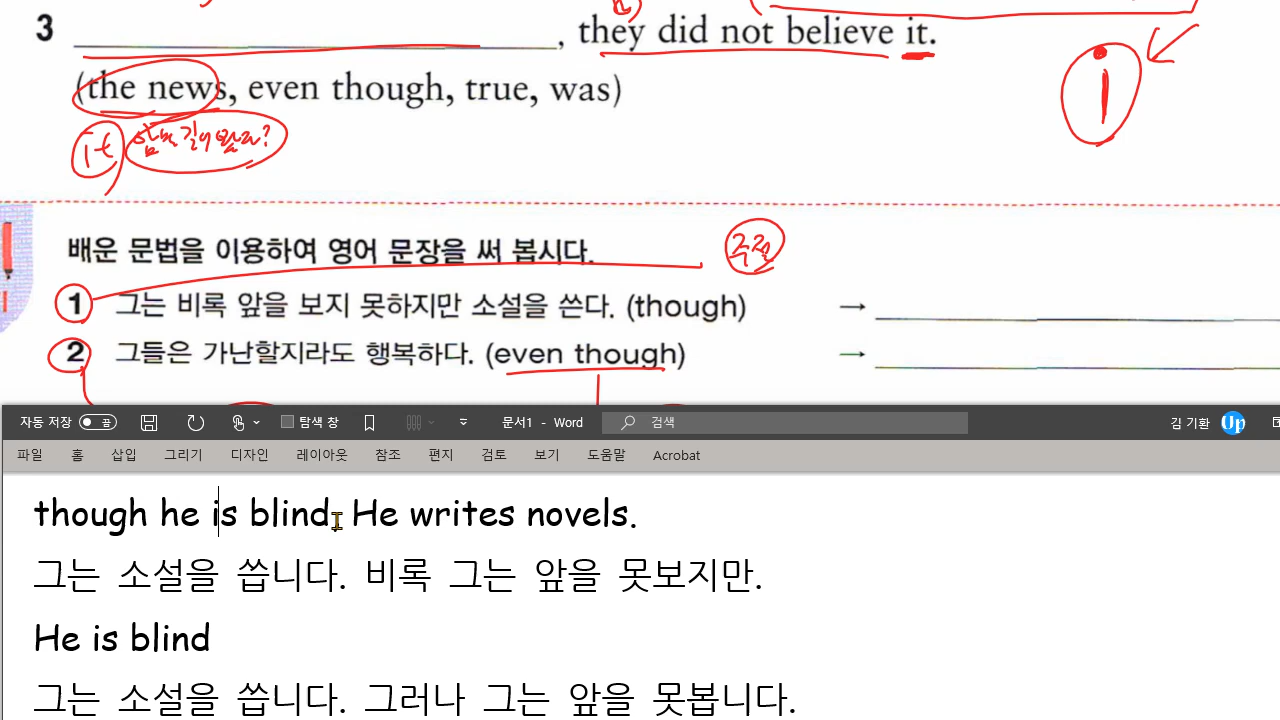 3 ____________________, they did not believe it.
(the news, even though, true, was)
it
i
배운 문법을 이용하여 영어 문장을 써 봅시다.
주절
1 그는 비록 앞을 보지 못하지만 소설을 쓴다. (though) →
2 그들은 가난할지라도 행복하다. (even though) →
자동 저장 끔 탐색 창 문서1 - Word 검색 김 기환 Up
파일 홈 삽입 그리기 디자인 레이아웃 참조 편지 검토 보기 도움말 Acrobat
though he is blind, He writes novels.
그는 소설을 씁니다. 비록 그는 앞을 못보지만.
He is blind
그는 소설을 씁니다. 그러나 그는 앞을 못봅니다.